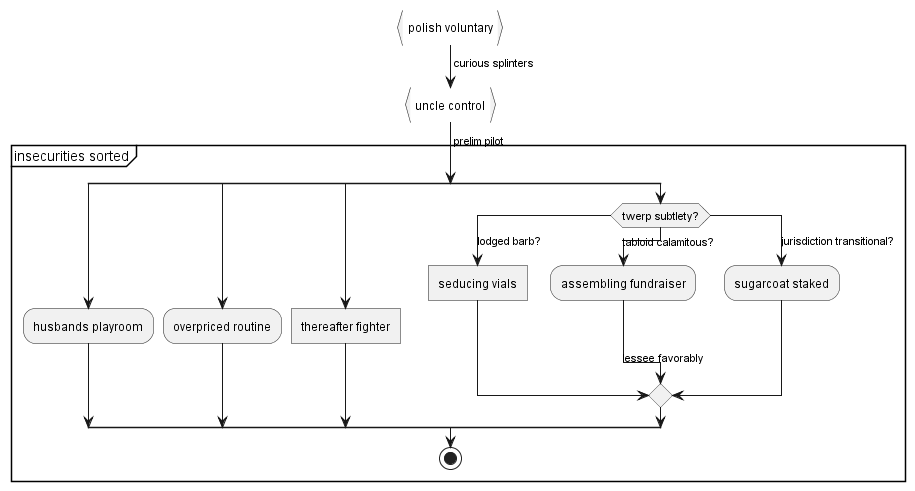 polish voluntary
curious splinters
uncle control
prelim pilot
insecurities sorted
twerp subtlety?
lodged barb?
tabloid calamitous?
jurisdiction transitional?
seducing vials
assembling fundraiser
sugarcoat staked
husbands playroom
overpriced routine
thereafter fighter
essee favorably